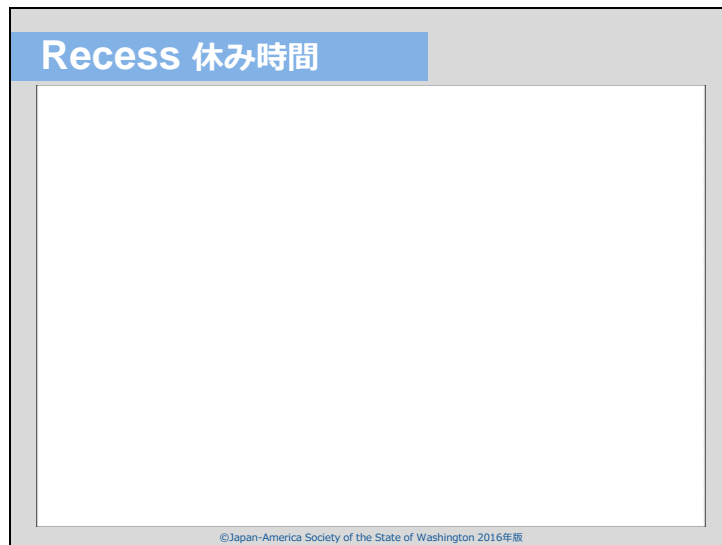 Recess 休み時間
©Japan-America Society of the State of Washington 2016年版